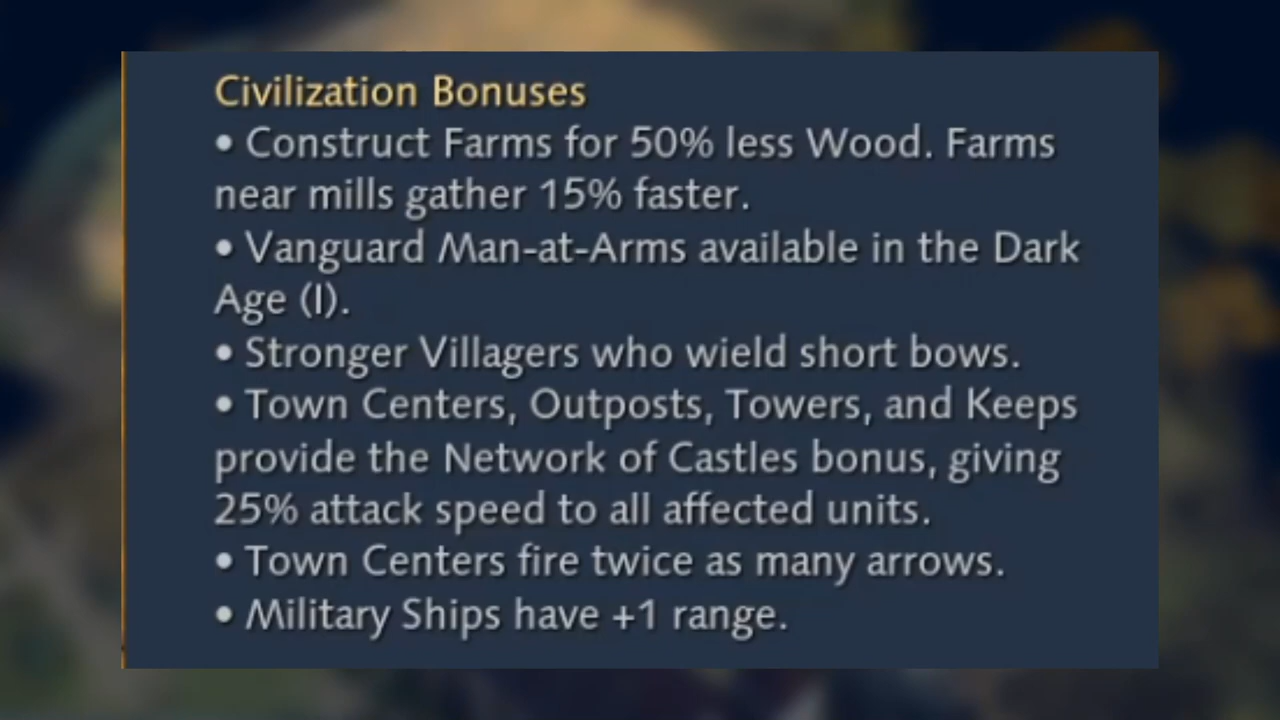 Civilization Bonuses
• Construct Farms for 50% less Wood. Farms
near mills gather 15% faster.
• Vanguard Man-at-Arms available in the Dark
Age (I).
• Stronger Villagers who wield short bows.
• Town Centers, Outposts, Towers, and Keeps
provide the Network of Castles bonus, giving
25% attack speed to all affected units.
• Town Centers fire twice as many arrows.
• Military Ships have +1 range.